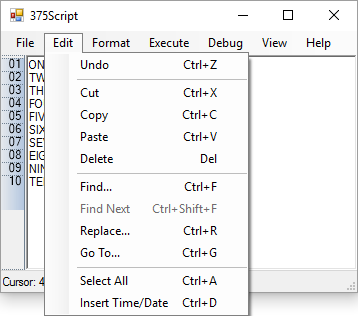 375Script
File Edit Format Execute Debug View Help
Undo Ctrl+Z
Cut Ctrl+X
Copy Ctrl+C
Paste Ctrl+V
Delete Del
Find... Ctrl+F
Find Next Ctrl+Shift+F
Replace... Ctrl+R
Go To... Ctrl+G
Select All Ctrl+A
Insert Time/Date Ctrl+D
01 ON
02 TW
03 TH
04 FO
05 FIV
06 SIX
07 SE
08 EIG
09 NIN
10 TE
Cursor: 4